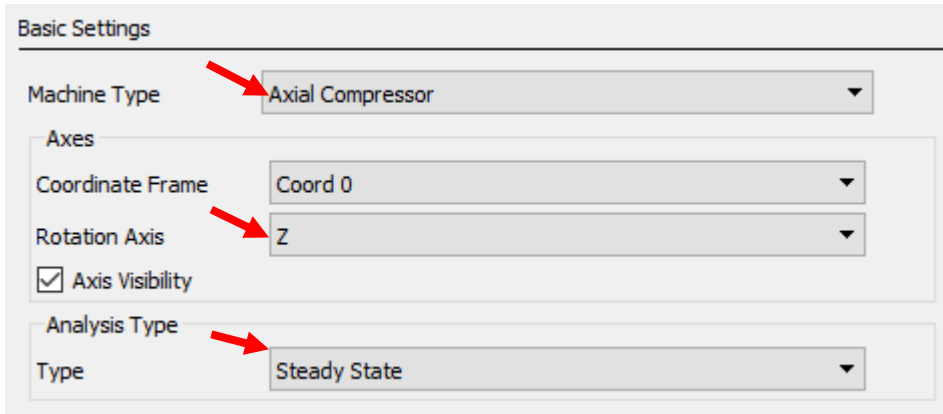 Basic Settings
Machine Type Axial Compressor
Axes
Coordinate Frame Coord 0
Rotation Axis Z
Axis Visibility
Analysis Type
Type Steady State